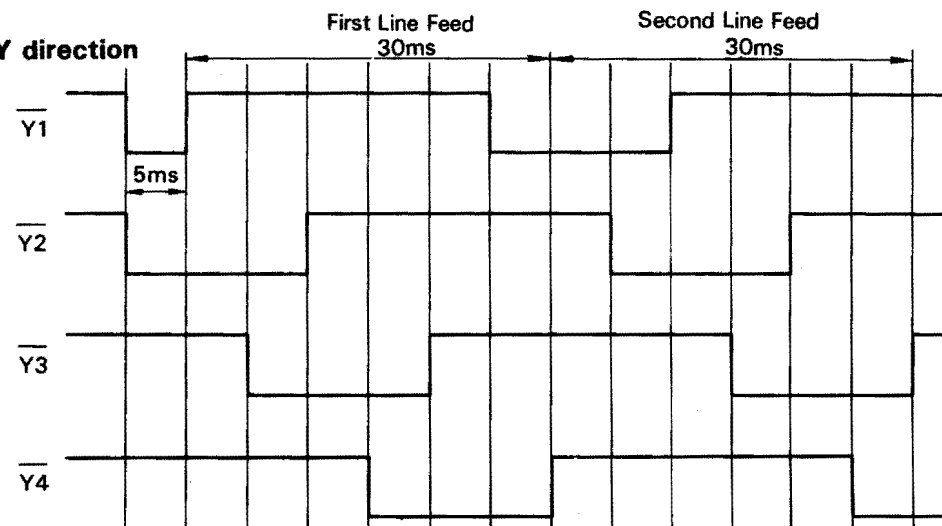 First Line Feed
Second Line Feed
Y direction
30ms
30ms
Y1
5ms
Y2
Y3
Y4